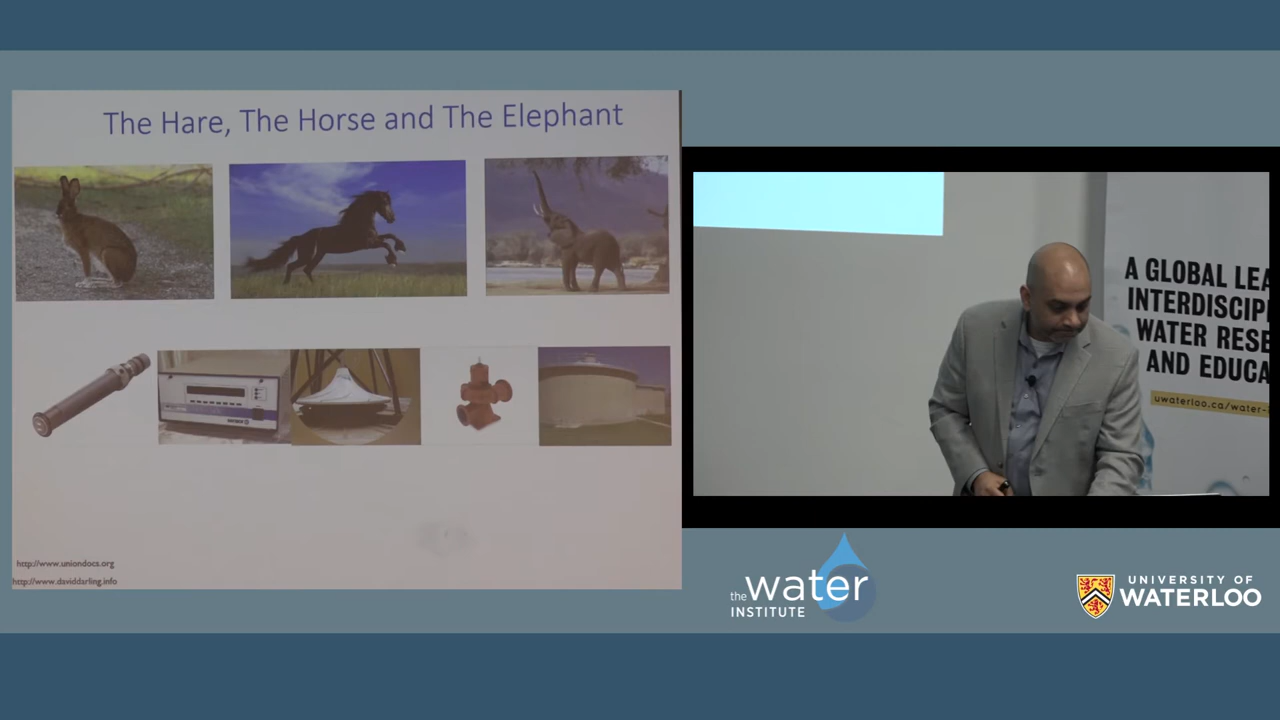 The Hare, The Horse and The Elephant
http://www.uniondocs.org
http://www.daviddarling.info
A GLOBAL LEA
INTERDISCIP
WATER RESE
AND EDUCA
uwaterloo.ca/water-
the water
INSTITUTE
UNIVERSITY OF
WATERLOO